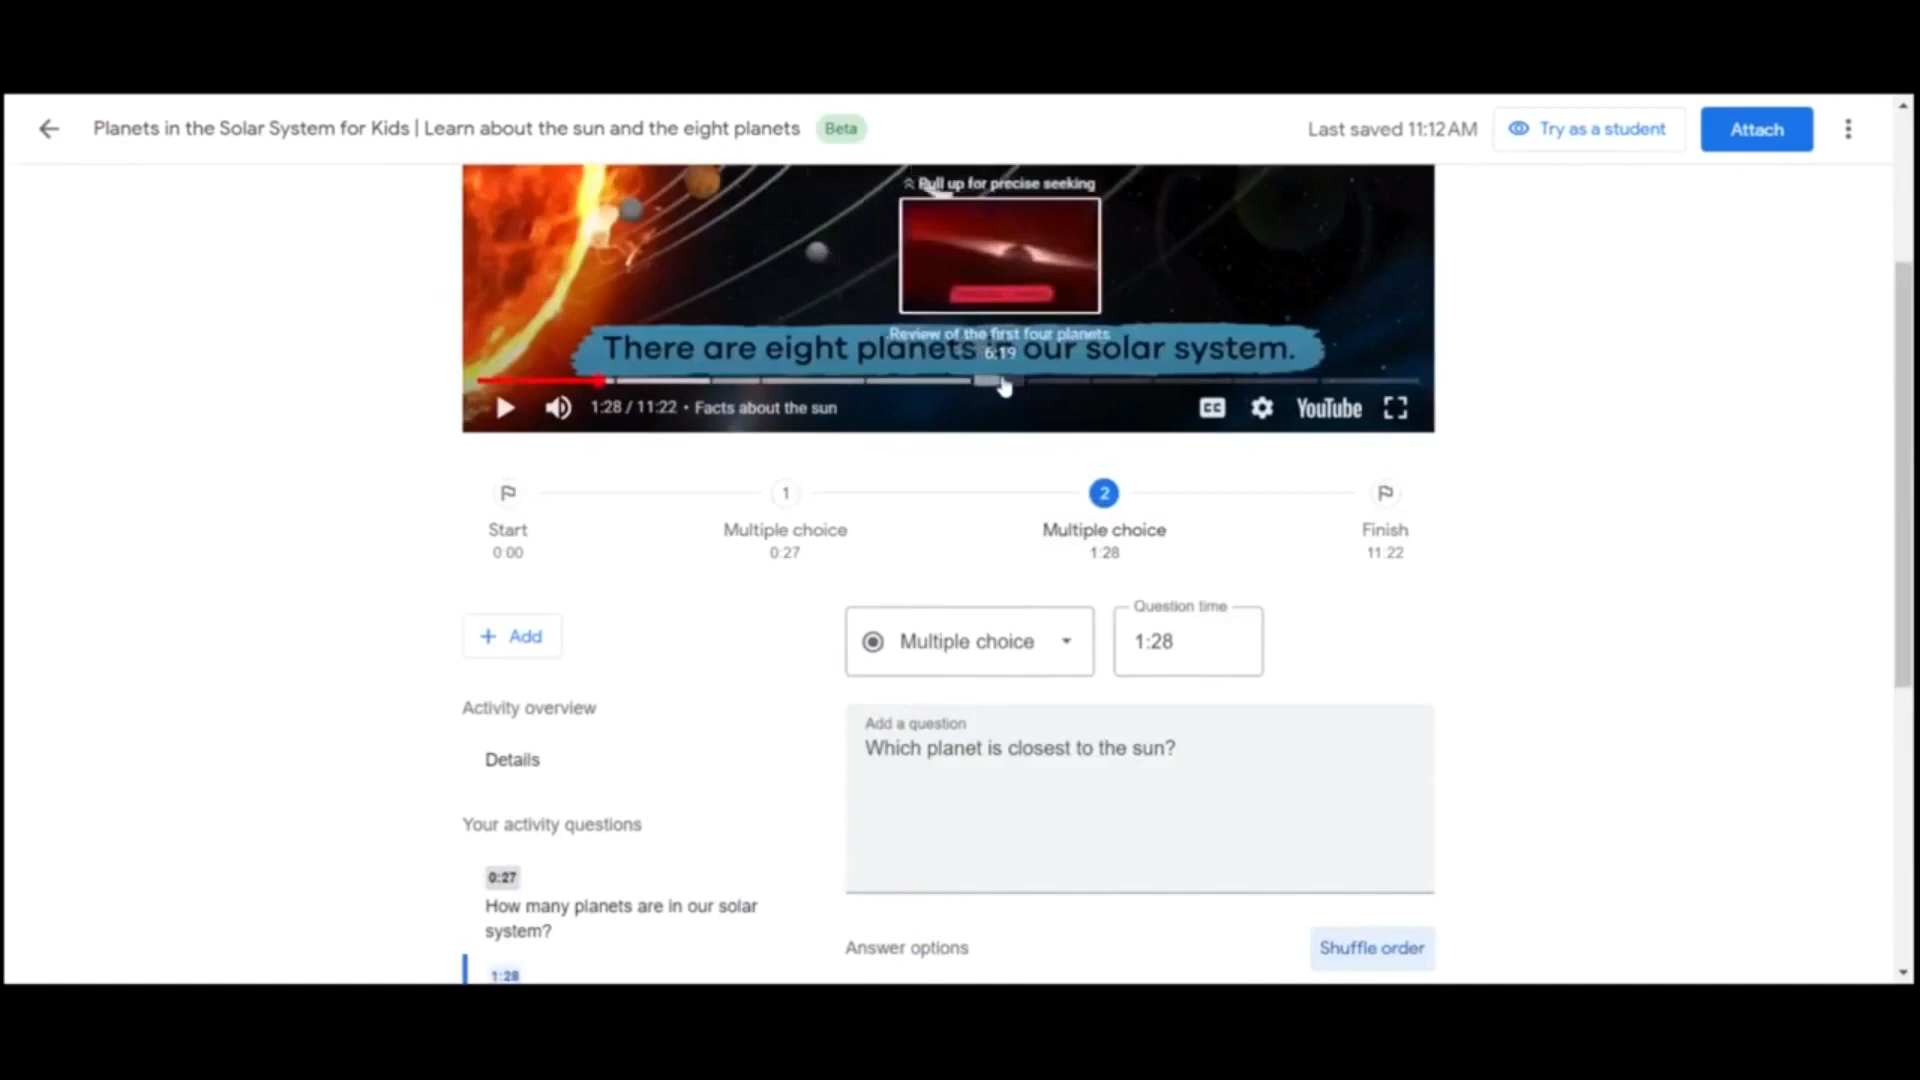 Planets in the Solar System for Kids | Learn about the sun and the eight planets
Beta
Last saved 11:12 AM
Try as a student
Attach
Pull up for precise seeking
Review of the first four planets
There are eight planets our solar system.
6:19
1:28 / 11:22 • Facts about the sun
CC
YouTube
1
2
Start
Multiple choice
Multiple choice
Finish
0:00
0:27
1:28
11:22
Question time
+ Add
Multiple choice
1:28
Activity overview
Add a question
Which planet is closest to the sun?
Details
Your activity questions
0:27
How many planets are in our solar
system?
Answer options
Shuffle order
1:28